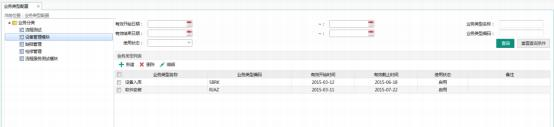 业务类型配置
当前位置：业务类型配置
业务分类
流程测试
设备管理模块
缺陷管理
检修管理
流程服务测试模块
有效开始日期：
~：
业务类型名称：
有效结束日期：
~：
业务类型编码：
使用状态：
查询 重置查询条件
业务类型列表
新建 删除 编辑
业务类型名称 业务类型编码 有效开始时间 有效截止时间 使用状态 备注
设备入库 SBRK 2015-03-12 2015-06-18 启用
软件安装 RJAZ 2015-03-11 2015-07-22 启用